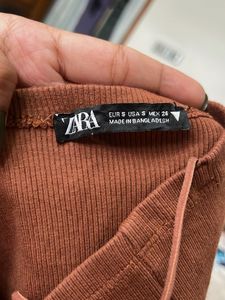 ZARA
EUR S USA S MEX 26
MADE IN BANGLADESH